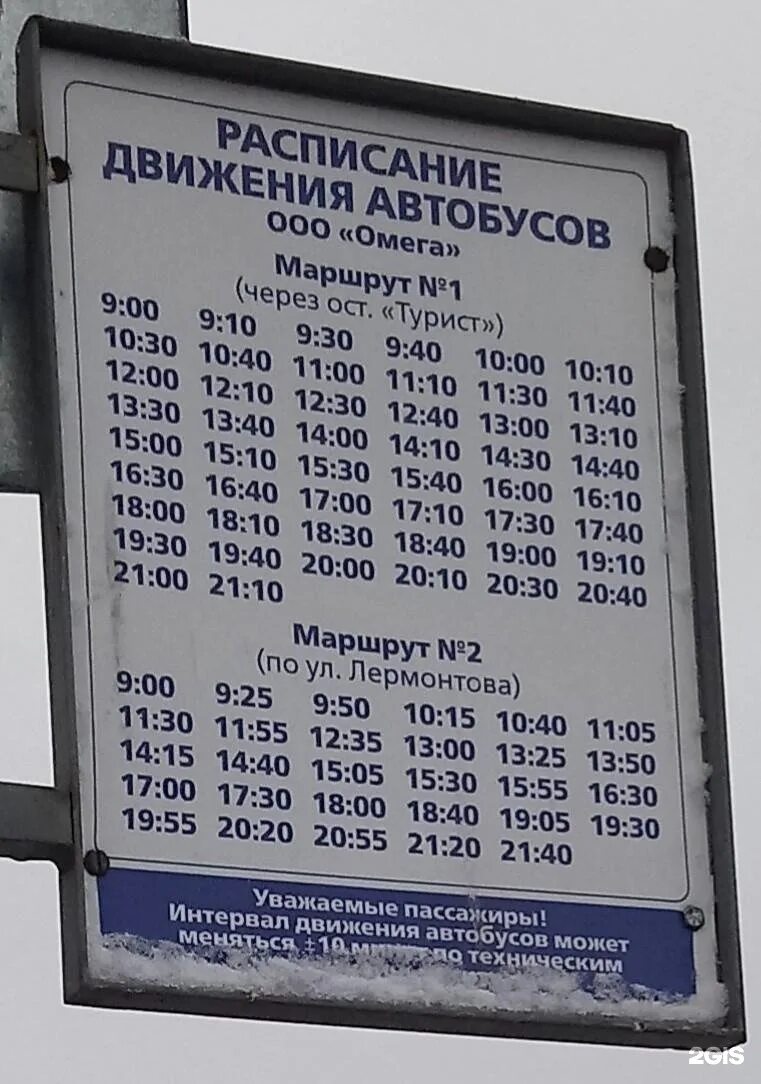 РАСПИСАНИЕ
ДВИЖЕНИЯ АВТОБУСОВ
ООО «Омега»
Маршрут №1
(через ост. «Турист»)
9:00 9:10 9:30 9:40 10:00 10:10
10:30 10:40 11:00 11:10 11:30 11:40
12:00 12:10 12:30 12:40 13:00 13:10
13:30 13:40 14:00 14:10 14:30 14:40
15:00 15:10 15:30 15:40 16:00 16:10
16:30 16:40 17:00 17:10 17:30 17:40
18:00 18:10 18:30 18:40 19:00 19:10
19:30 19:40 20:00 20:10 20:30 20:40
21:00 21:10
Маршрут №2
(по ул. Лермонтова)
9:00 9:25 9:50 10:15 10:40 11:05
11:30 11:55 12:35 13:00 13:25 13:50
14:15 14:40 15:05 15:30 15:55 16:30
17:00 17:30 18:00 18:40 19:05 19:30
19:55 20:20 20:55 21:20 21:40
Уважаемые пассажиры!
Интервал движения автобусов может
меняться ±10 по техническим
2GIS